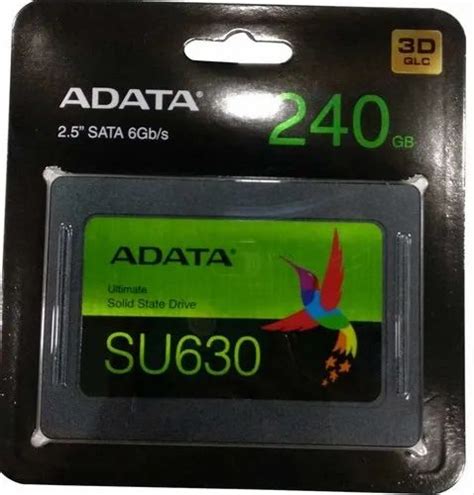 3D
QLC
ADATA
240 GB
2.5" SATA 6Gb/s
ADATA
Ultimate
Solid State Drive
SU630